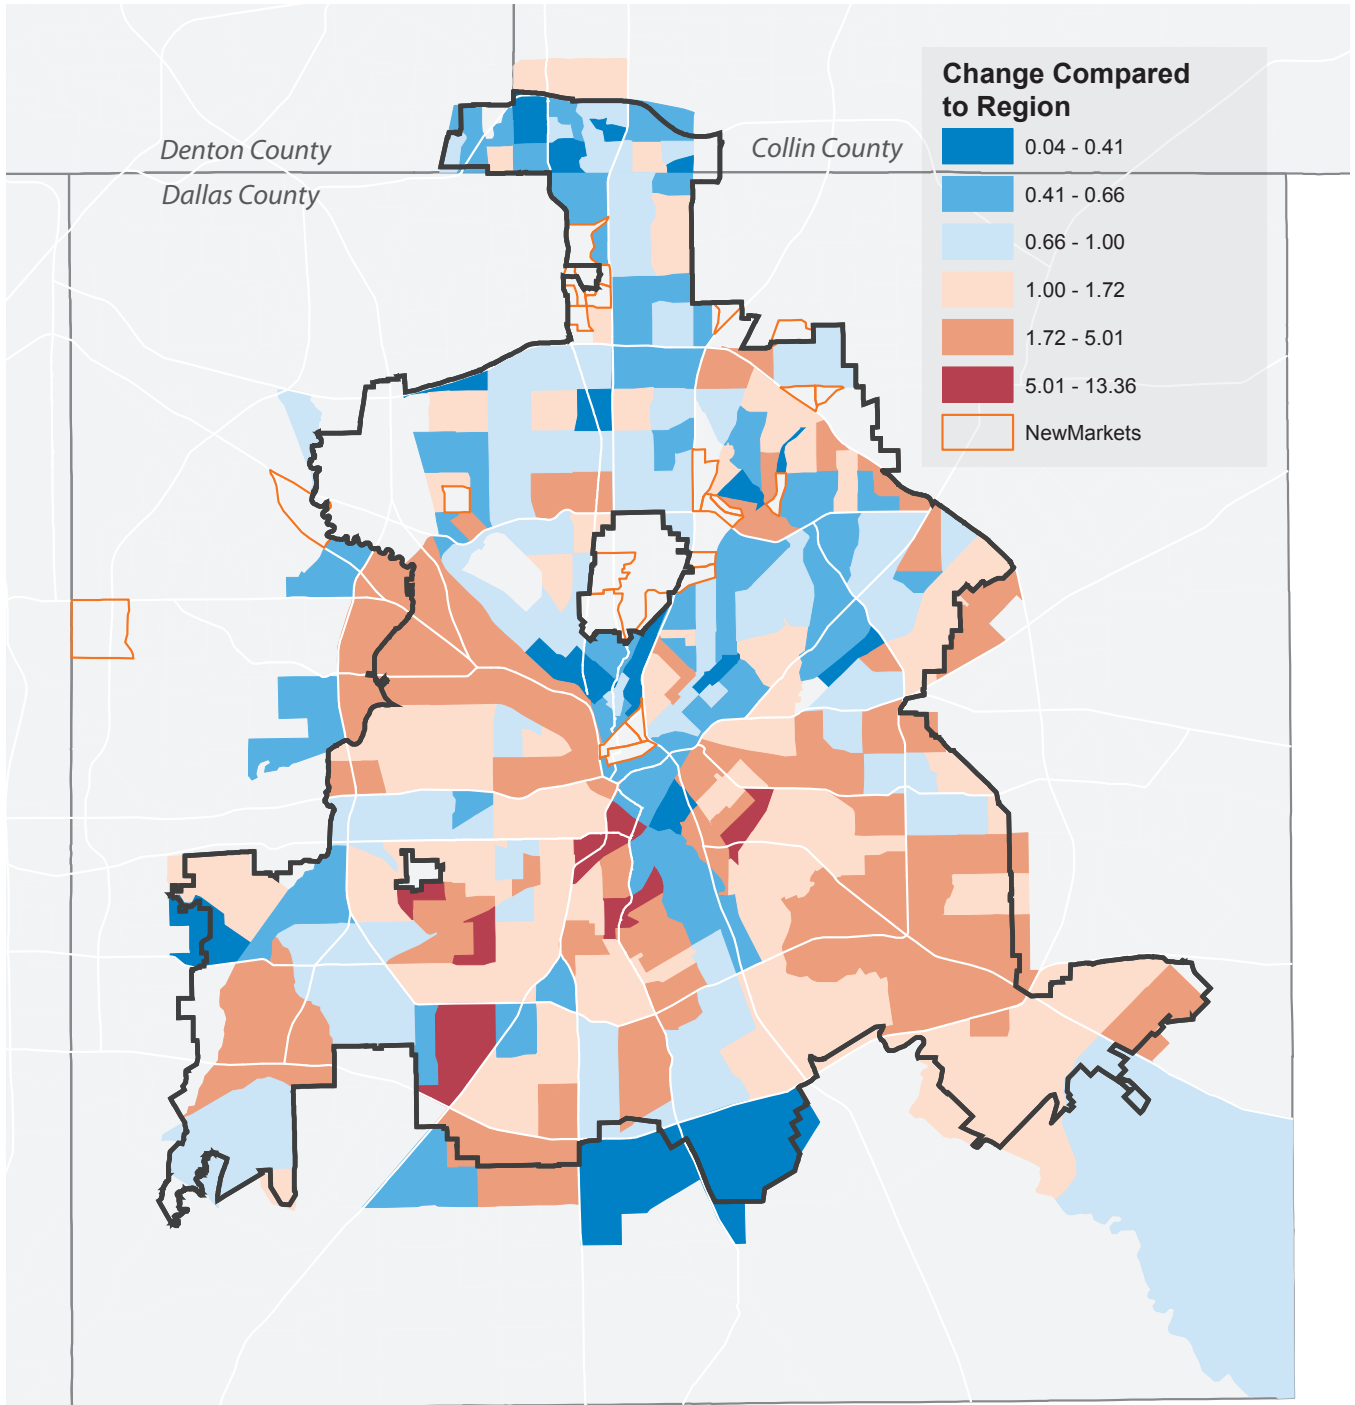 Change Compared
to Region
0.04 - 0.41
0.41 - 0.66
0.66 - 1.00
1.00 - 1.72
1.72 - 5.01
5.01 - 13.36
NewMarkets
Denton County
Collin County
Dallas County